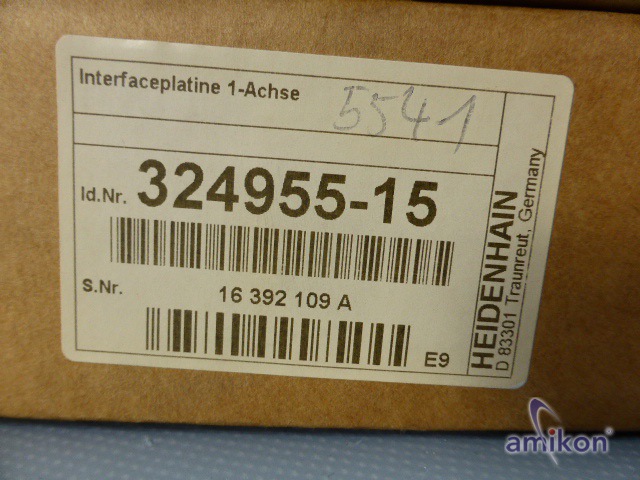 Interfaceplatine 1-Achse
5541
Id.Nr. 324955-15
S.Nr. 16 392 109 A
E9
HEIDENHAIN
D 83301 Traunreut, Germany
amikon®